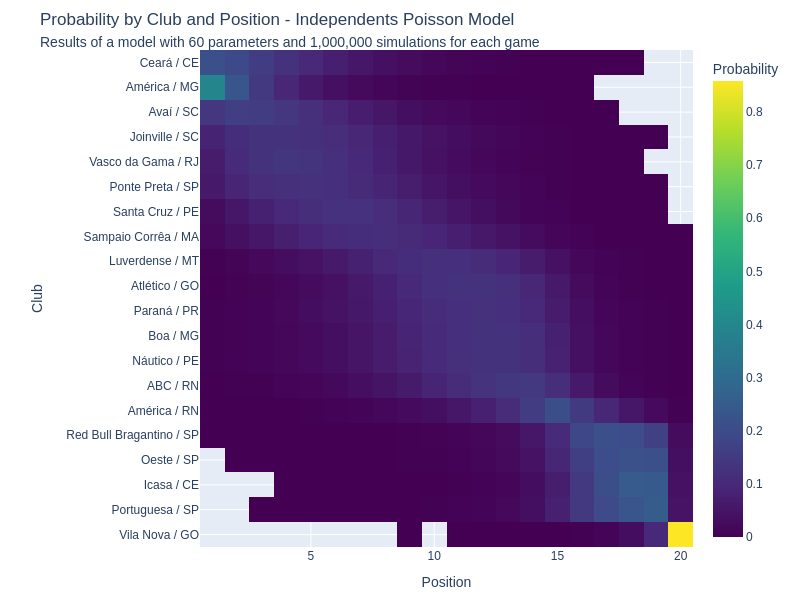 Probability by Club and Position - Independents Poisson Model
Results of a model with 60 parameters and 1,000,000 simulations for each game
Probability
Ceará / CE
América / MG
Avaí / SC
Joinville / SC
Vasco da Gama / RJ
Ponte Preta / SP
Santa Cruz / PE
Sampaio Corrêa / MA
Luverdense / MT
Atlético / GO
Paraná / PR
Boa / MG
Náutico / PE
ABC / RN
América / RN
Red Bull Bragantino / SP
Oeste / SP
Icasa / CE
Portuguesa / SP
Vila Nova / GO
Club
5
10
15
20
Position
0.8
0.7
0.6
0.5
0.4
0.3
0.2
0.1
0